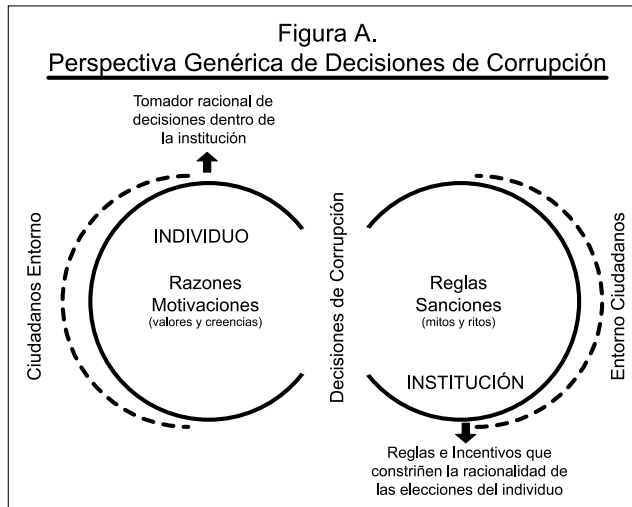 Figura A.
Perspectiva Genérica de Decisiones de Corrupción
Tomador racional de
decisiones dentro de
la institución
Ciudadanos Entorno
INDIVIDUO
Razones
Motivaciones
(valores y creencias)
Decisiones de Corrupción
Reglas
Sanciones
(mitos y ritos)
INSTITUCIÓN
Entorno Ciudadanos
Reglas e Incentivos que
constriñen la racionalidad de
las elecciones del individuo